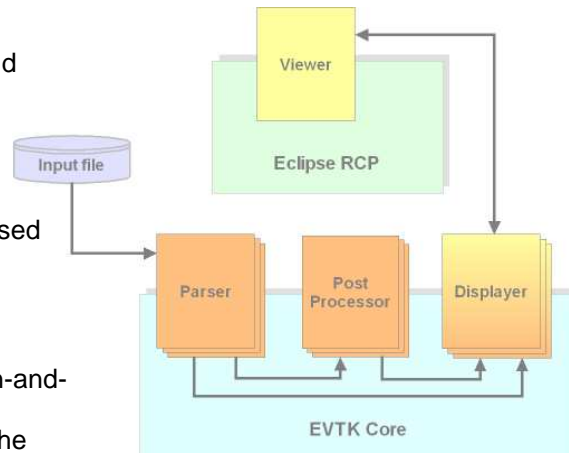 d
Viewer
Input file
Eclipse RCP
sed
Parser
Post
Processor
Displayer
n-and-
he
EVTK Core